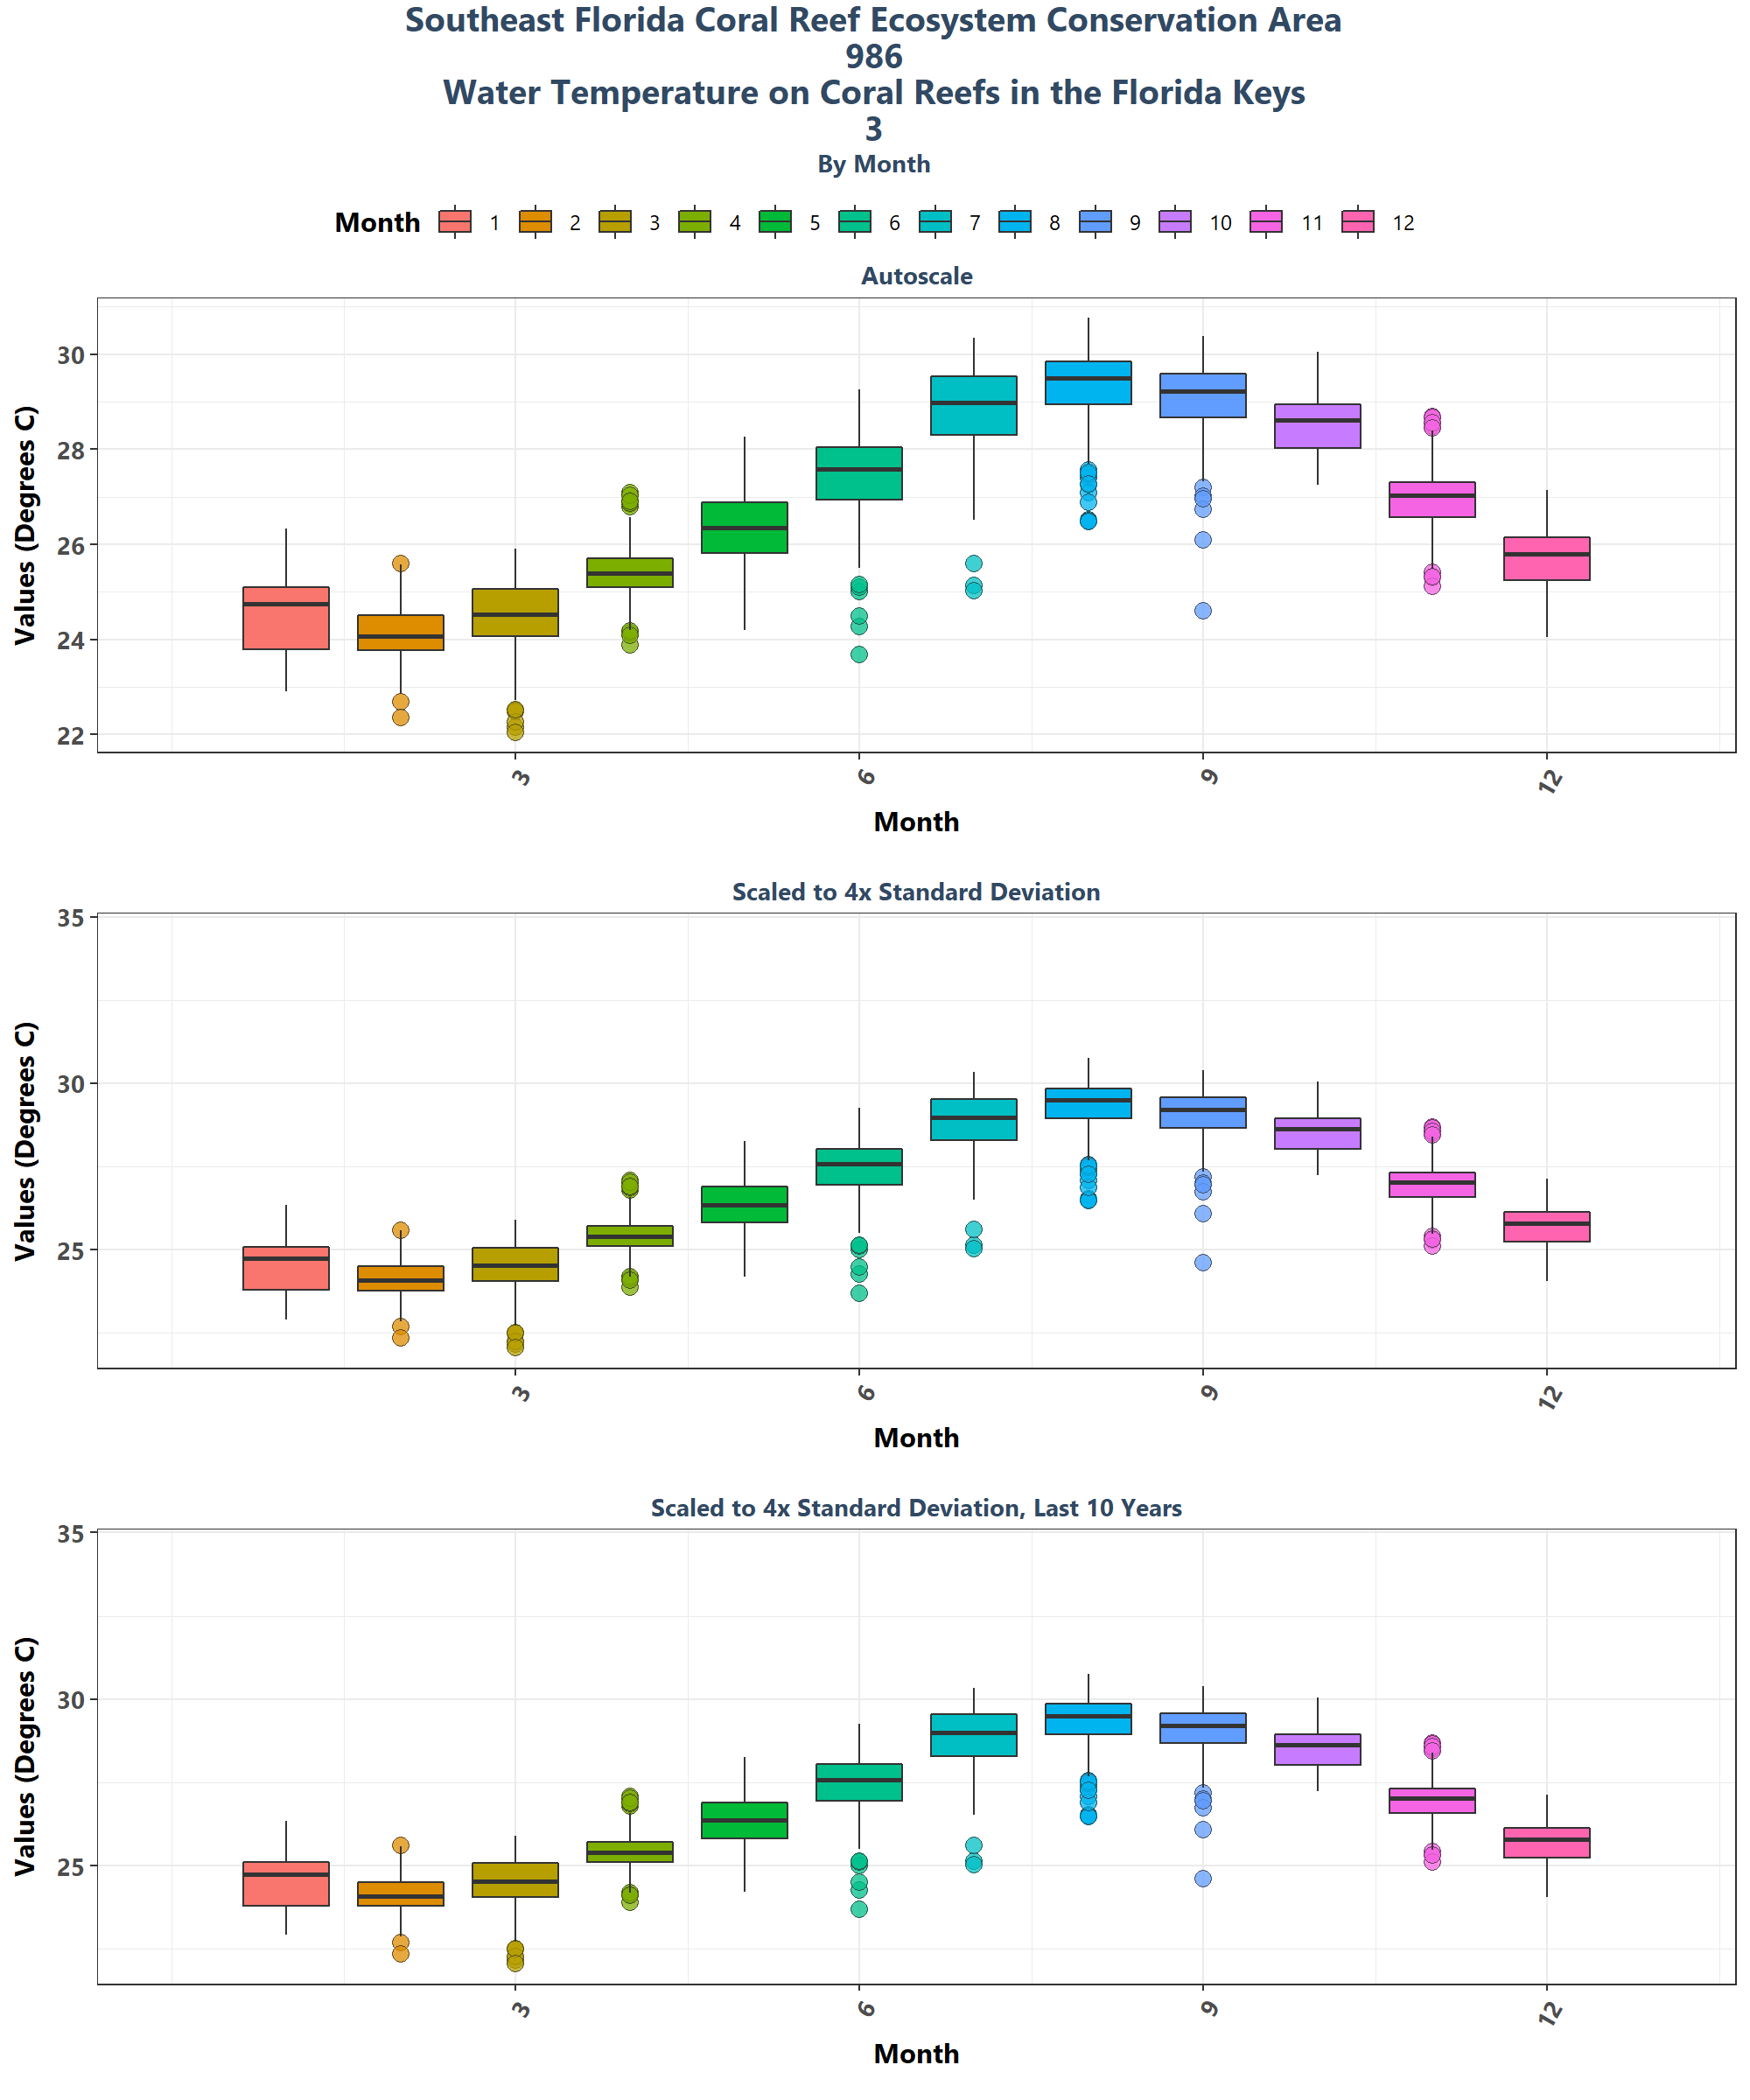 Southeast Florida Coral Reef Ecosystem Conservation Area
986
Water Temperature on Coral Reefs in the Florida Keys
3
By Month
Month 1 2 3 4 5 6 7 8 9 10 11 12
Autoscale
Values (Degrees C)
30
28
26
24
22
3 6 9 12
Month
Scaled to 4x Standard Deviation
Values (Degrees C)
35
30
25
3 6 9 12
Month
Scaled to 4x Standard Deviation, Last 10 Years
Values (Degrees C)
35
30
25
3 6 9 12
Month